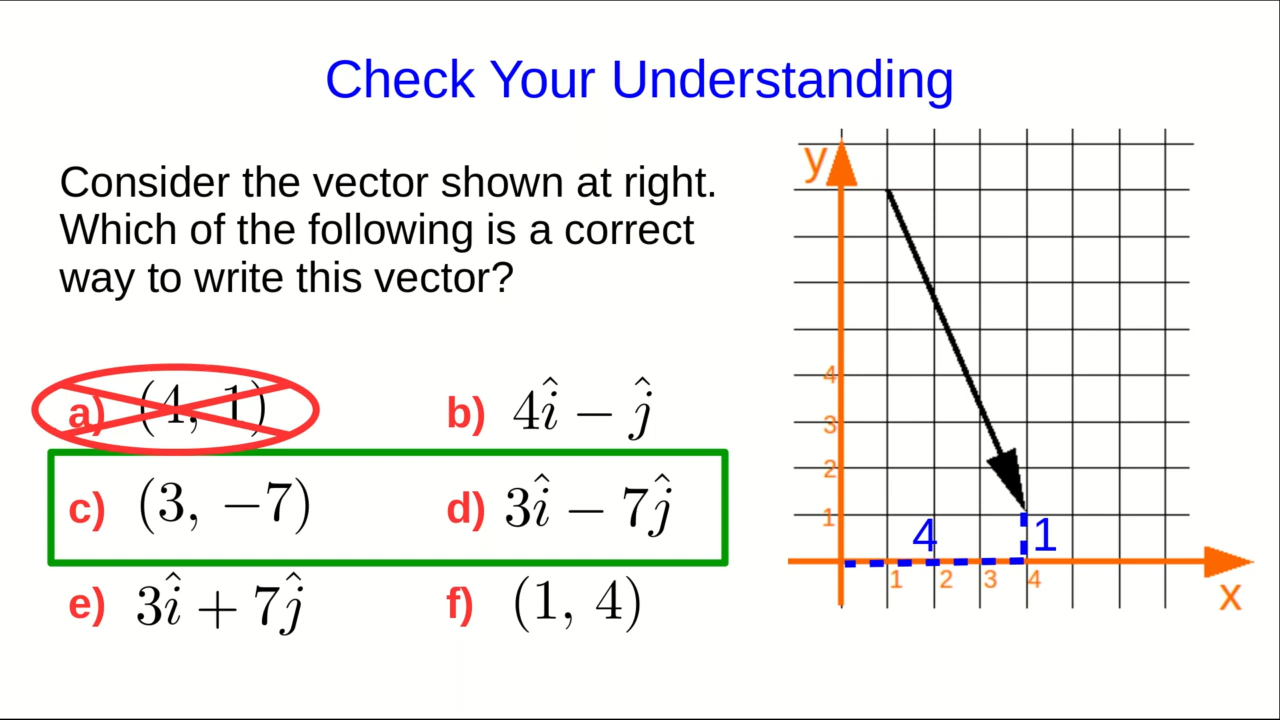 Check Your Understanding
Consider the vector shown at right.
Which of the following is a correct
way to write this vector?
a) (4, 1)
b) 4î − ĵ
c) (3, −7)
d) 3î − 7ĵ
e) 3î + 7ĵ
f) (1, 4)
y
4
3
2
1
4
1
1 2 3 4
x